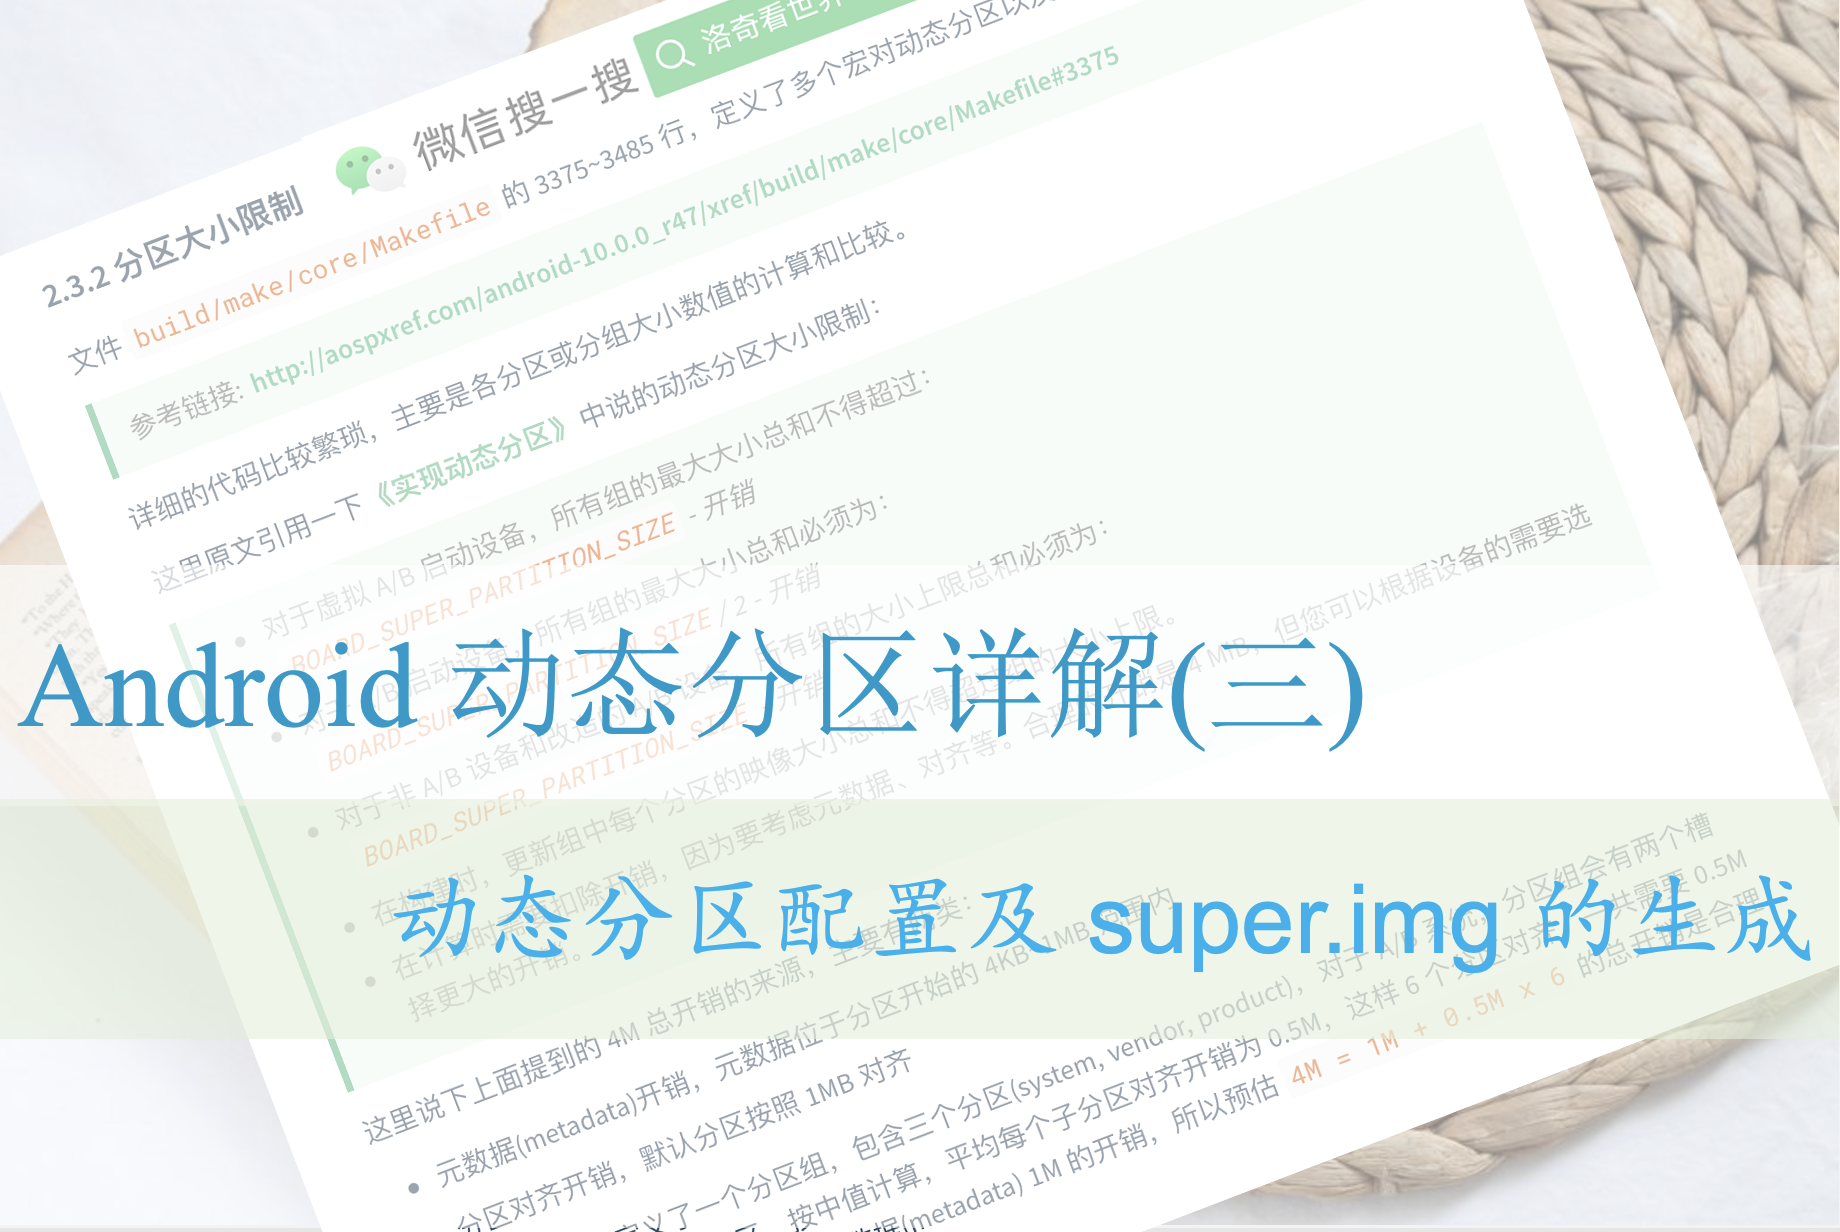 微信搜一搜
洛奇看世界
2.3.2 分区大小限制
文件 build/make/core/Makefile 的 3375~3485 行，定义了多个宏对动态分区以及
参考链接: http://aospxref.com/android-10.0.0_r47/xref/build/make/core/Makefile#3375
详细的代码比较繁琐，主要是各分区或分组大小数值的计算和比较。
这里原文引用一下《实现动态分区》中说的动态分区大小限制：
对于虚拟 A/B 启动设备，所有组的最大大小总和不得超过：
BOARD_SUPER_PARTITION_SIZE - 开销
对于 A/B 启动设备，所有组的最大大小总和必须为：
BOARD_SUPER_PARTITION_SIZE / 2 - 开销
对于非 A/B 设备和改造的 A/B 设备，所有组的大小上限总和必须为：
BOARD_SUPER_PARTITION_SIZE - 开销
在构建时，更新组中每个分区的映像大小总和不得超过组的大小上限。
在计算时需要扣除开销，因为要考虑元数据、对齐等。合理的开销是 4 MB，但您可以根据设备的需要选
择更大的开销。
Android 动态分区详解(三)
动态分区配置及 super.img 的生成
这里说下上面提到的 4M 总开销的来源，主要有两类：
元数据(metadata)开销，元数据位于分区开始的 4KB~1MB 范围内
分区对齐开销，默认分区按照 1MB 对齐
定义了一个分区组，包含三个分区(system, vendor, product)，对于 A/B 系统，分区组会有两个槽
按中值计算，平均每个子分区对齐开销为 0.5M，这样 6 个分区对齐共需要 0.5M
数据(metadata) 1M 的开销，所以预估 4M = 1M + 0.5M x 6 的总开销是合理